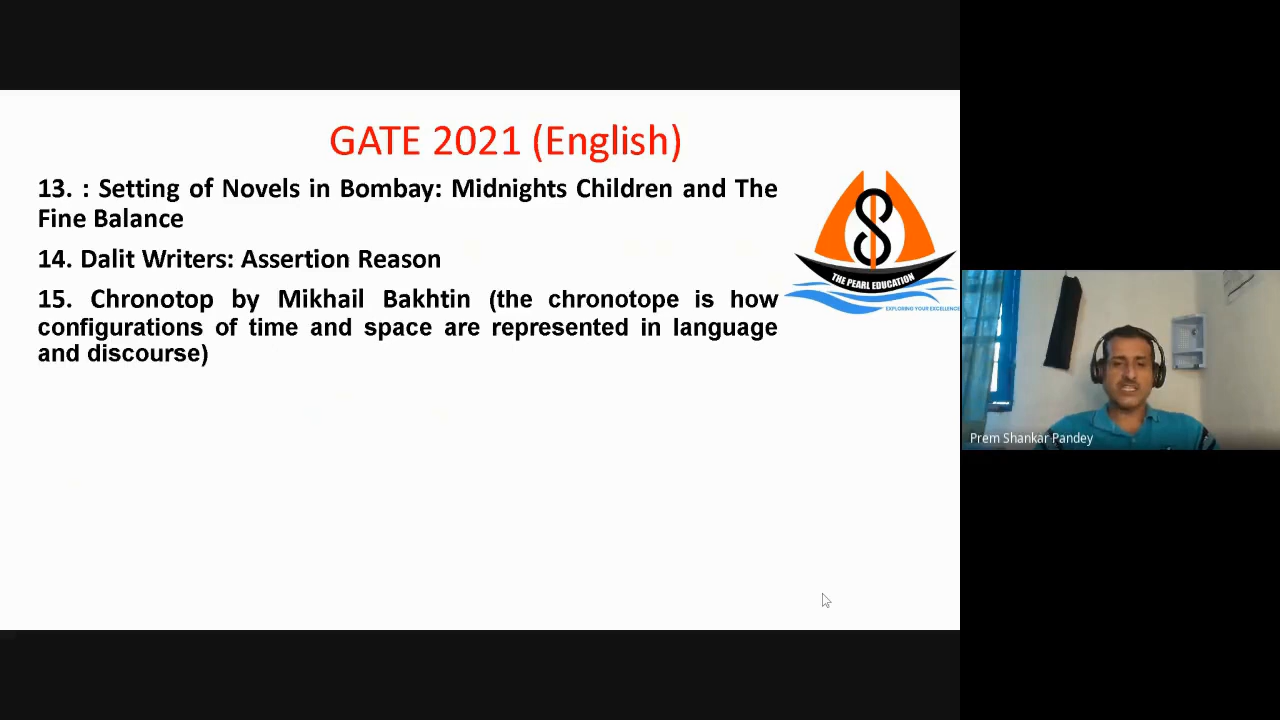 GATE 2021 (English)
13. : Setting of Novels in Bombay: Midnights Children and The
Fine Balance
14. Dalit Writers: Assertion Reason
15. Chronotop by Mikhail Bakhtin (the chronotope is how
configurations of time and space are represented in language
and discourse)
THE PEARL EDUCATION
EXPLORING YOUR EXCELLENCE
Prem Shankar Pandey